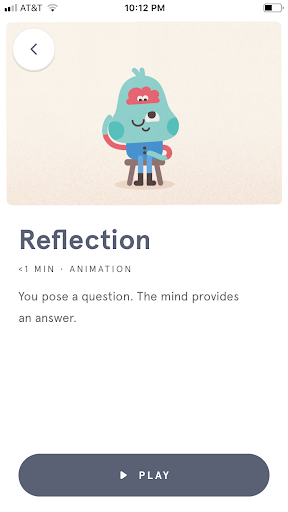 AT&T 10:12 PM
Reflection
<1 MIN · ANIMATION
You pose a question. The mind provides
an answer.
PLAY